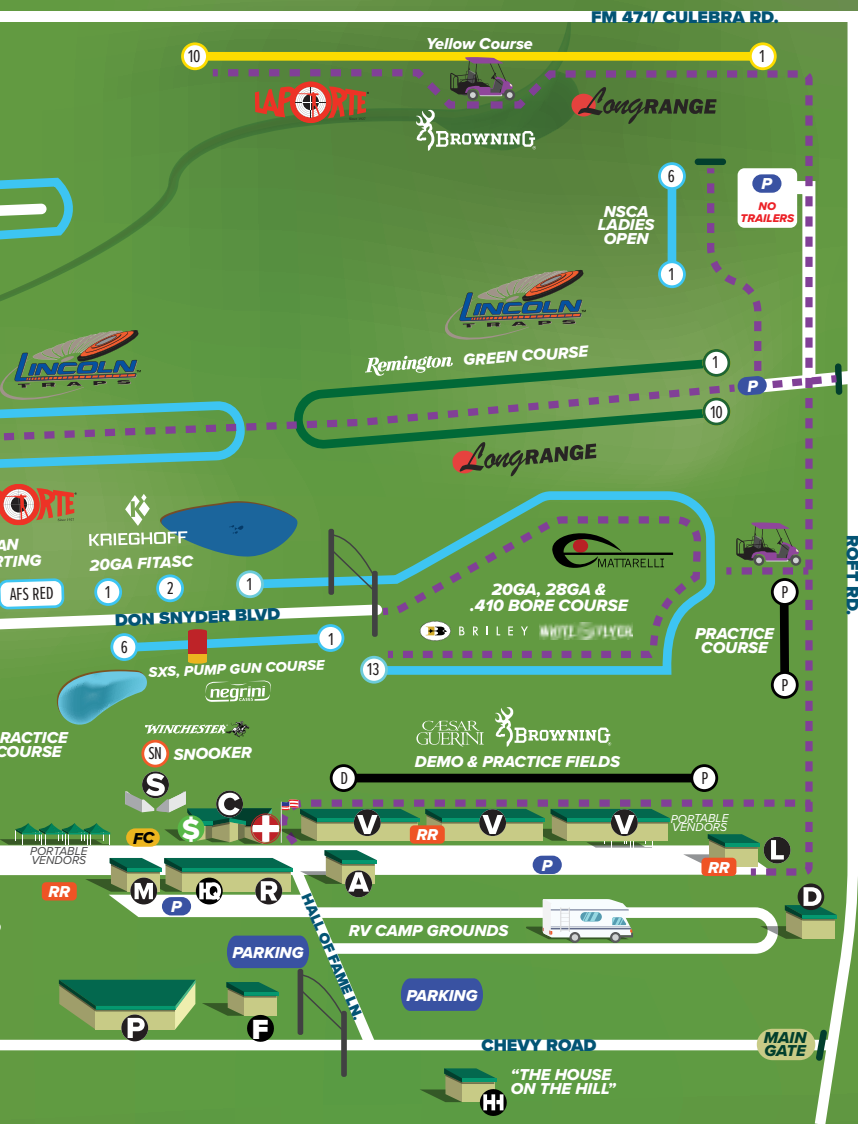 FM 471/ CULEBRA RD.
Yellow Course
10
1
LAPORTE
LONGRANGE
BROWNING
6
P
NO
TRAILERS
NSCA
LADIES
OPEN
1
LINCOLN
TRAPS
LINCOLN
TRAPS
Remington GREEN COURSE
1
P
10
LONGRANGE
ORTE
KRIEGHOFF
20GA FITASC
AN
RTING
AFS RED
1
2
1
MATTARELLI
20GA, 28GA &
.410 BORE COURSE
BRILEY WHITE FLYER
ROFT RD.
P
PRACTICE
COURSE
P
DON SNYDER BLVD
6
1
13
SXS, PUMP GUN COURSE
negrini
CASES
RACTICE
COURSE
WINCHESTER
SN SNOOKER
CÆSAR
GUERINI
BROWNING
DEMO & PRACTICE FIELDS
D
P
S
C
$
FC
V
V
V
RR
PORTABLE
VENDORS
PORTABLE
VENDORS
L
RR
RR
M
HQ
R
A
P
P
D
HALL OF FAME LN.
RV CAMP GROUNDS
PARKING
PARKING
P
F
CHEVY ROAD
MAIN
GATE
HH
"THE HOUSE
ON THE HILL"